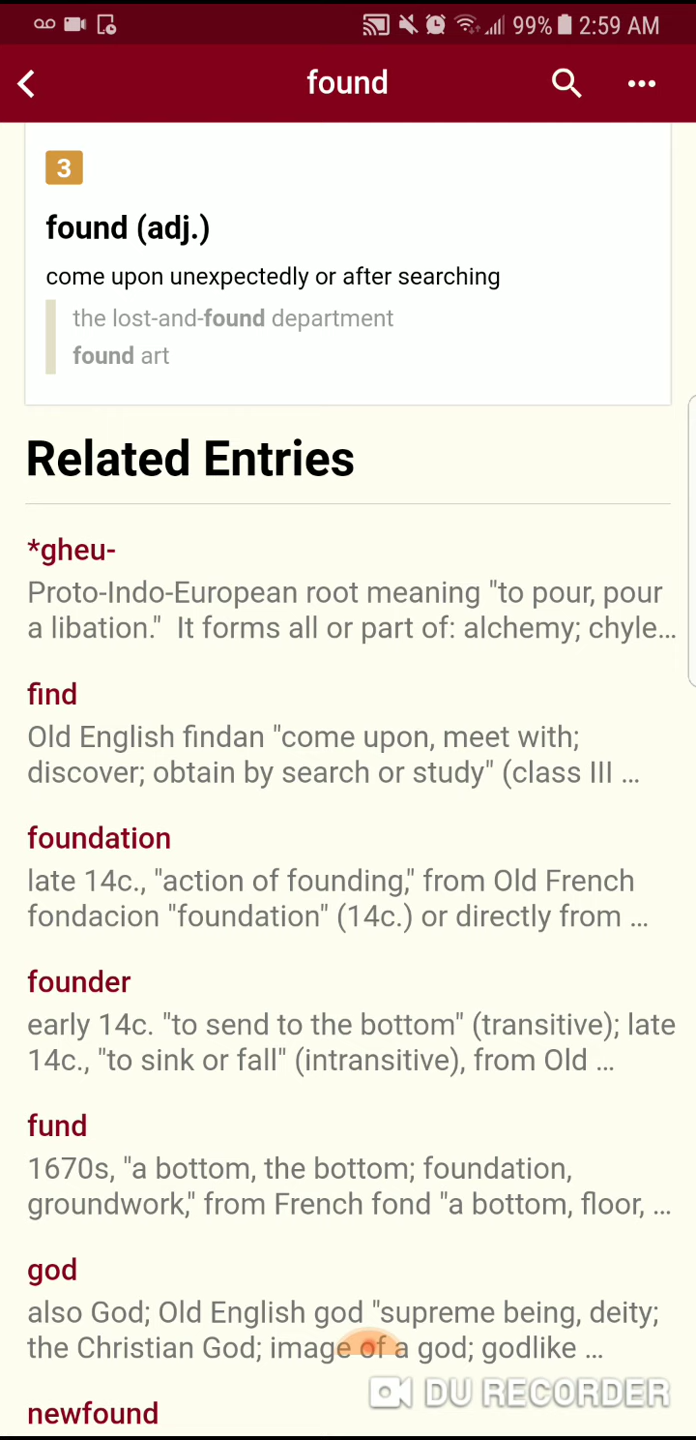 99% 2:59 AM
found
3
found (adj.)
come upon unexpectedly or after searching
the lost-and-found department
found art
Related Entries
*gheu-
Proto-Indo-European root meaning "to pour, pour
a libation."  It forms all or part of: alchemy; chyle...
find
Old English findan "come upon, meet with;
discover; obtain by search or study" (class III ...
foundation
late 14c., "action of founding," from Old French
fondacion "foundation" (14c.) or directly from ...
founder
early 14c. "to send to the bottom" (transitive); late
14c., "to sink or fall" (intransitive), from Old ...
fund
1670s, "a bottom, the bottom; foundation,
groundwork," from French fond "a bottom, floor, ...
god
also God; Old English god "supreme being, deity;
the Christian God; image of a god; godlike ...
DU RECORDER
newfound